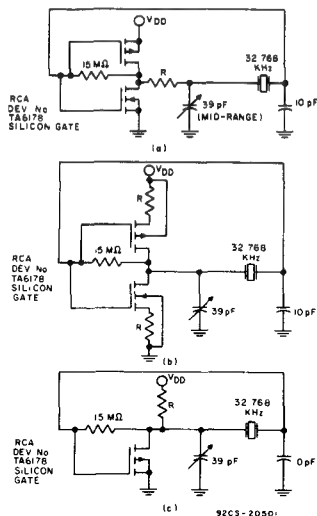 VDD
15 MΩ
R
32 768
KHz
RCA
DEV No
TA6178
SILICON GATE
39 pF
(MID-RANGE)
10 pF
(a)
VDD
R
32 768
KHz
RCA
DEV No
TA6178
SILICON
GATE
15 MΩ
39 pF
10 pF
R
(b)
VDD
R
32 768
KHz
15 MΩ
RCA
DEV No
TA6178
SILICON
GATE
39 pF
0 pF
(c)
92CS-20501